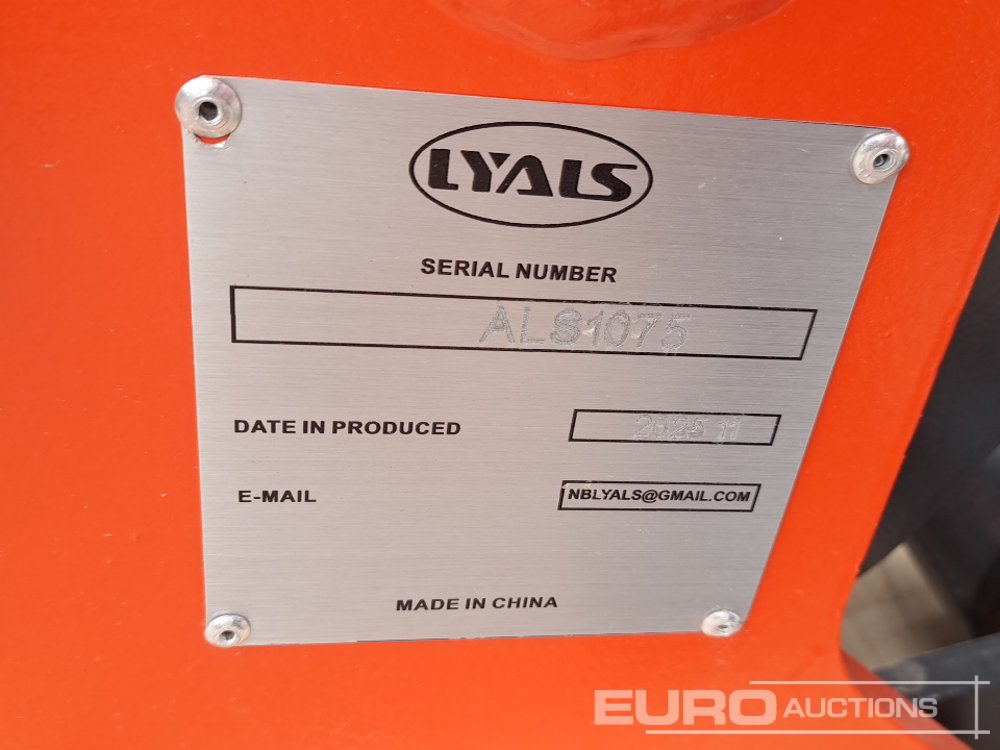 LYALS
SERIAL NUMBER
ALS1075
DATE IN PRODUCED
2025 11
E-MAIL
NBLYALS@GMAIL.COM
MADE IN CHINA
EURO AUCTIONS